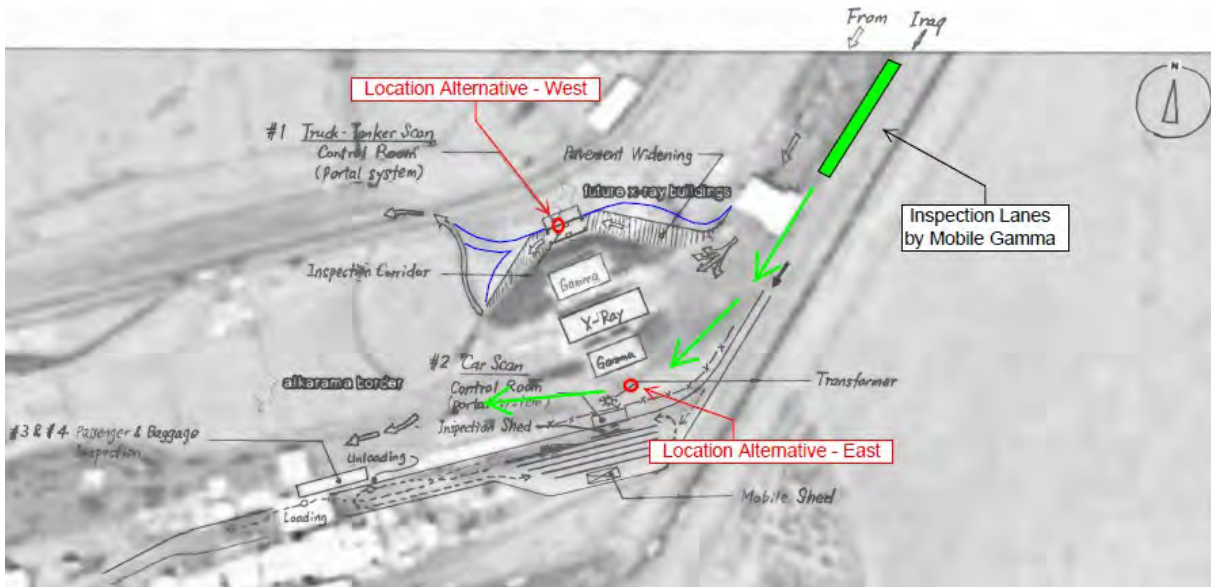 From Iraq
N
Location Alternative - West
#1 Truck-Tanker Scan
Control Room
(Portal system)
Pavement Widening
future x-ray buildings
Inspection Lanes
by Mobile Gamma
Inspection Corridor
Gamma
X-Ray
Gamma
#2 Car Scan
Control Room
(Portal system)
Transformer
alkarama border
Inspection Shed
#3 & #4 Passenger & Baggage
Inspection
Unloading
Location Alternative - East
Mobile Shed
Loading